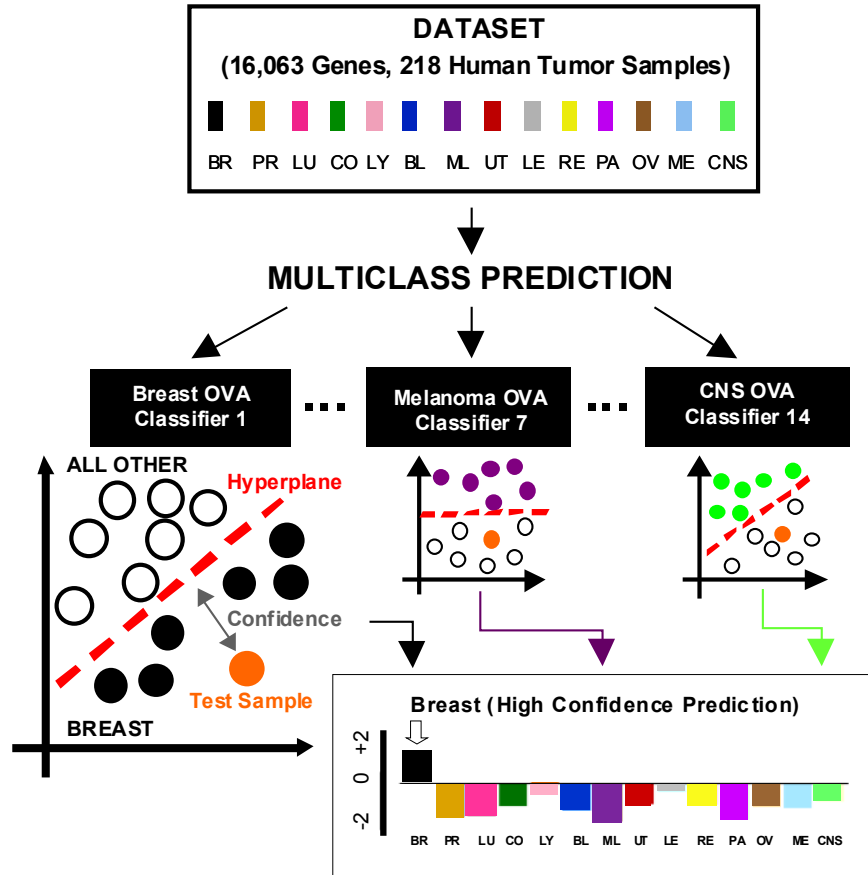 DATASET
(16,063 Genes, 218 Human Tumor Samples)
BR PR LU CO LY BL ML UT LE RE PA OV ME CNS
MULTICLASS PREDICTION
Breast OVA
Classifier 1
Melanoma OVA
Classifier 7
CNS OVA
Classifier 14
ALL OTHER
Hyperplane
Confidence
Test Sample
BREAST
Breast (High Confidence Prediction)
+2
0
-2
BR PR LU CO LY BL ML UT LE RE PA OV ME CNS